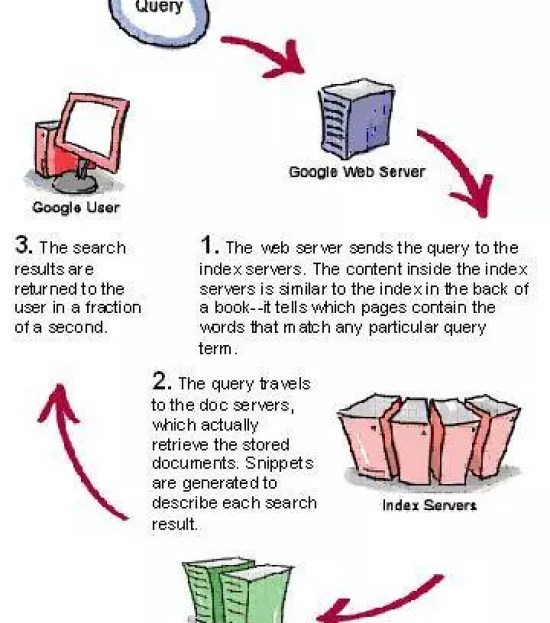 Query
Google Web Server
Google User
1. The web server sends the query to the
index servers. The content inside the index
servers is similar to the index in the back of
a book--it tells which pages contain the
words that match any particular query
term.
2. The query travels
to the doc servers,
which actually
retrieve the stored
documents. Snippets
are generated to
describe each search
result.
Index Servers
3. The search
results are
returned to the
user in a fraction
of a second.